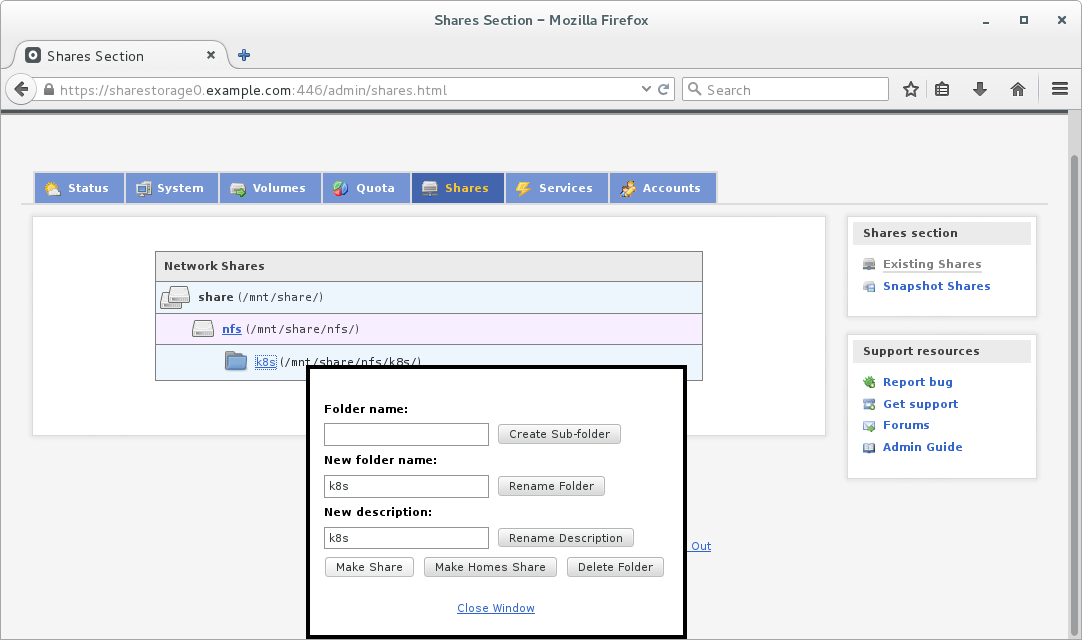 Shares Section – Mozilla Firefox
Shares Section
https://sharestorage0.example.com:446/admin/shares.html
Search
Status
System
Volumes
Quota
Shares
Services
Accounts
Network Shares
share (/mnt/share/)
nfs (/mnt/share/nfs/)
k8s (/mnt/share/nfs/k8s/)
Folder name:
Create Sub-folder
New folder name:
k8s
Rename Folder
New description:
k8s
Rename Description
Make Share
Make Homes Share
Delete Folder
Close Window
Out
Shares section
Existing Shares
Snapshot Shares
Support resources
Report bug
Get support
Forums
Admin Guide